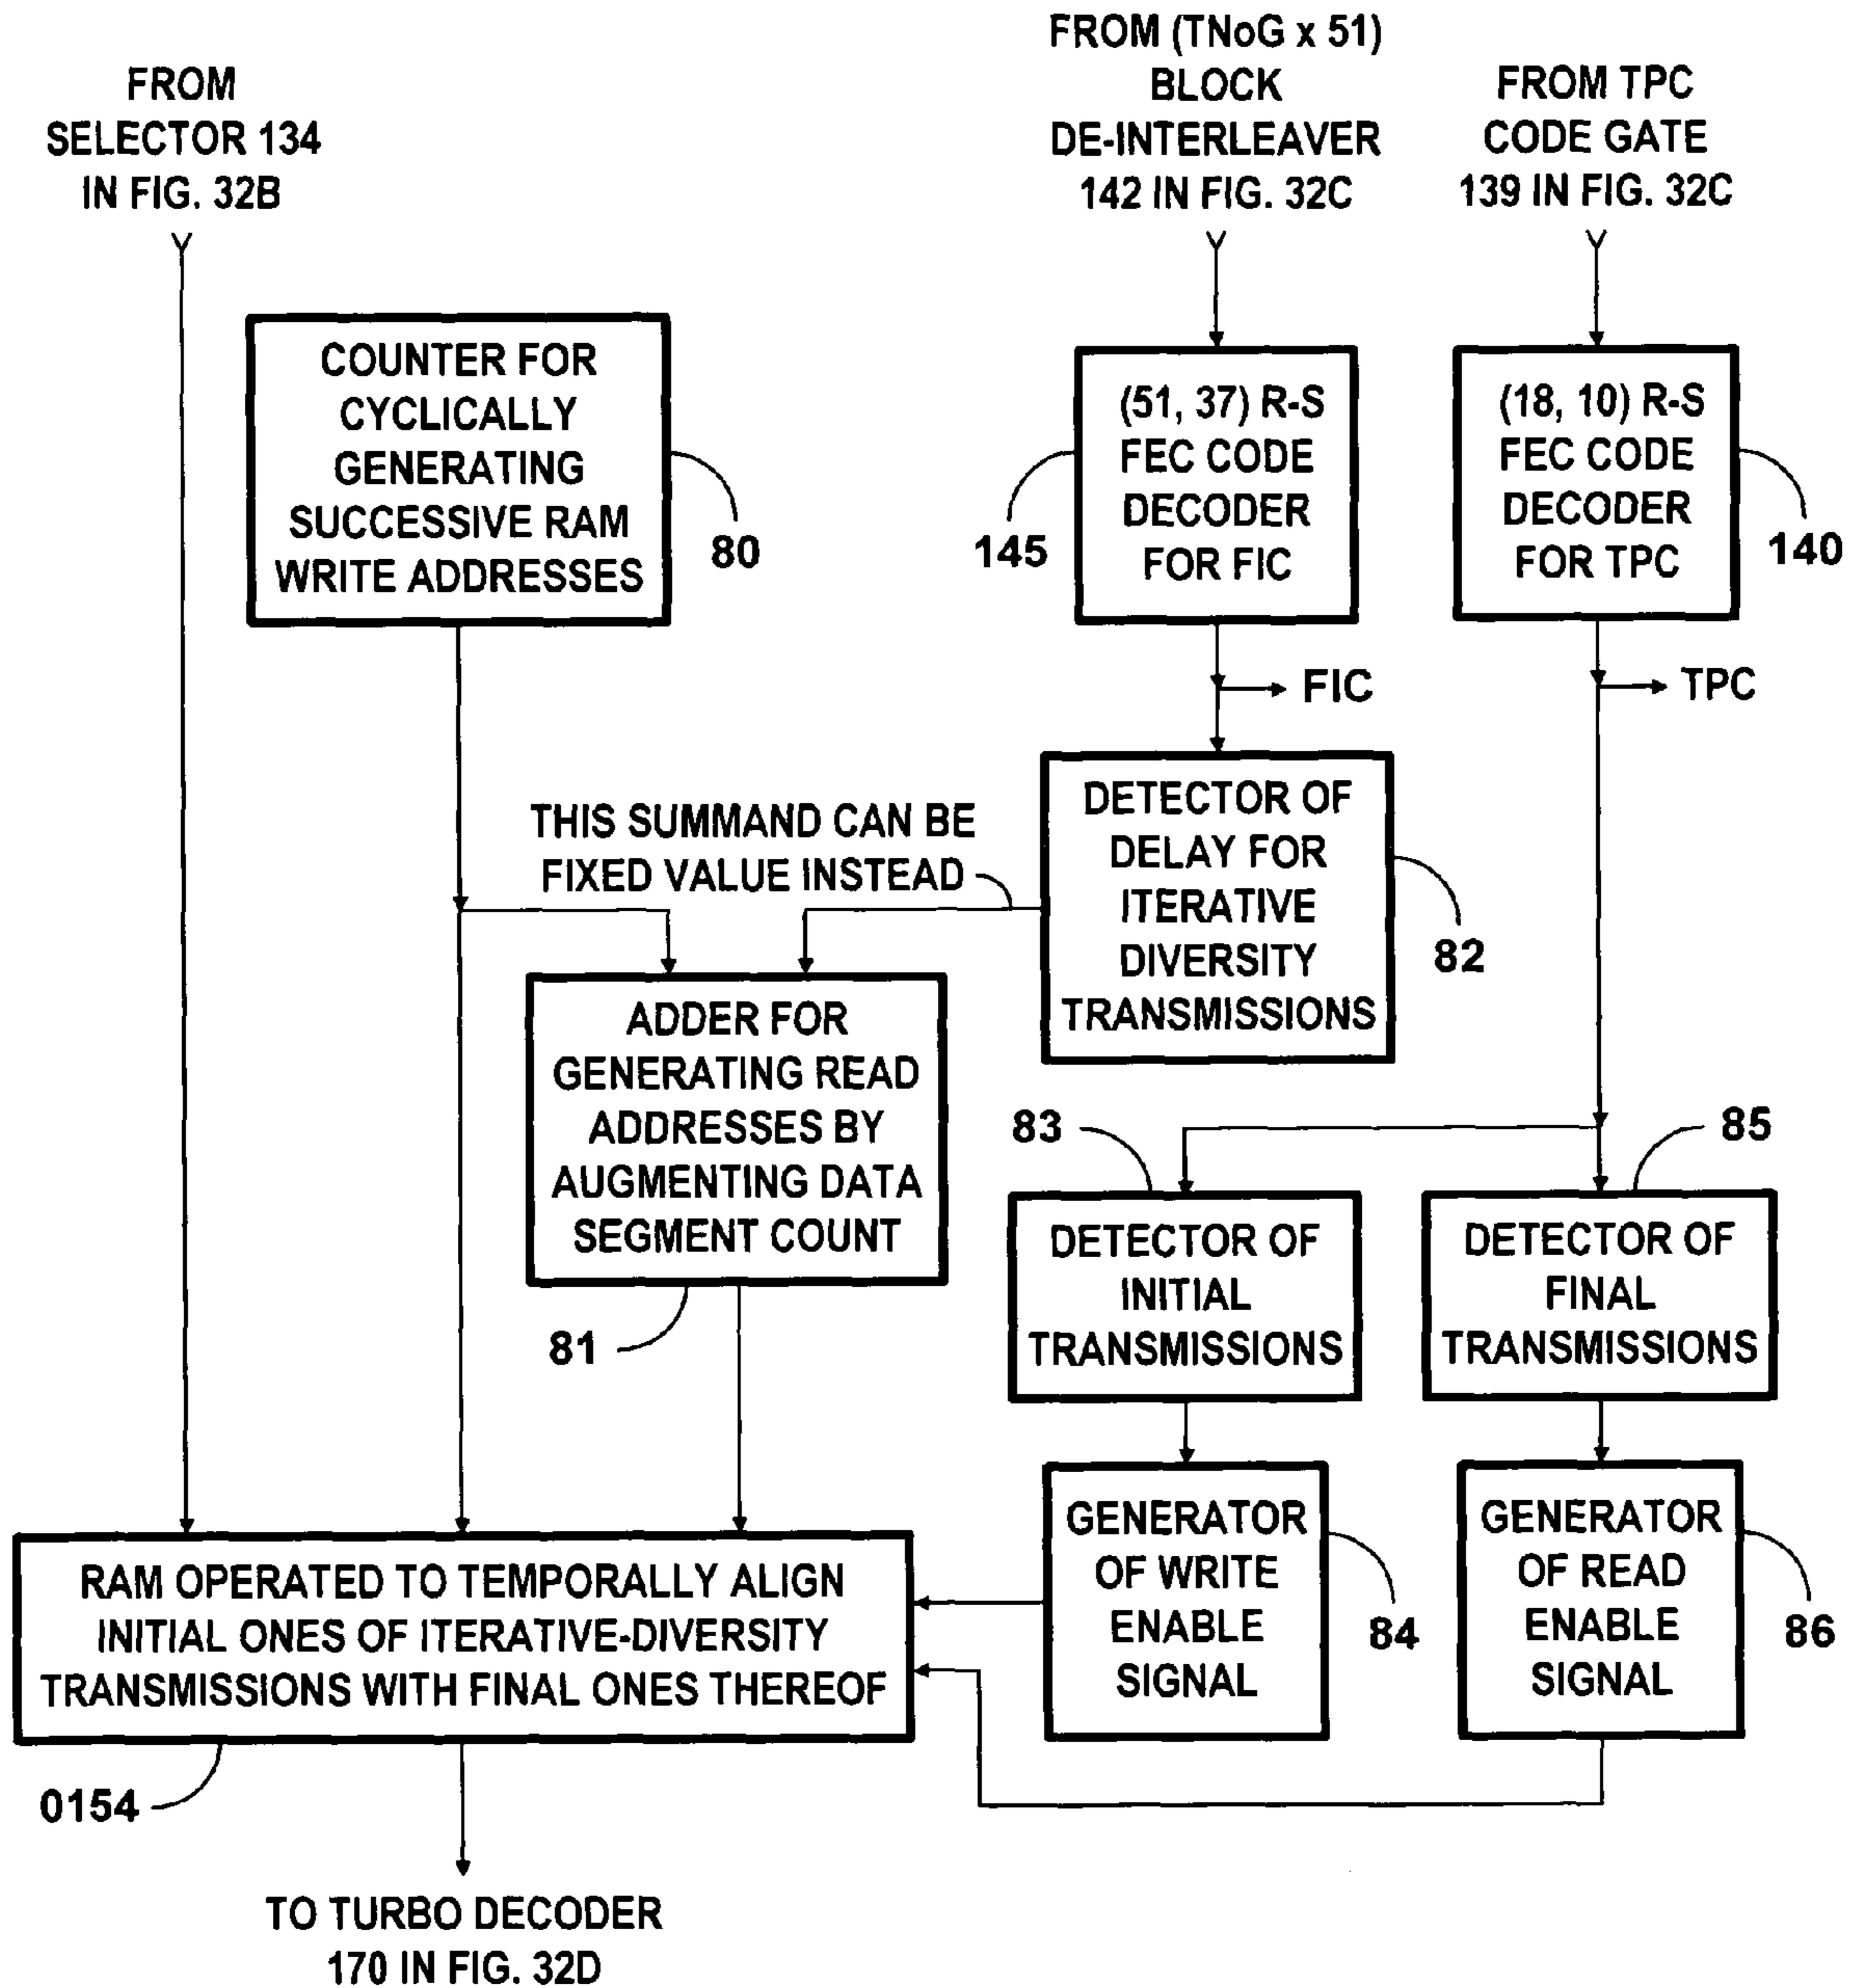 FROM
SELECTOR 134
IN FIG. 32B
FROM (TNoG x 51)
BLOCK
DE-INTERLEAVER
142 IN FIG. 32C
FROM TPC
CODE GATE
139 IN FIG. 32C
COUNTER FOR
CYCLICALLY
GENERATING
SUCCESSIVE RAM
WRITE ADDRESSES
80
(51, 37) R-S
FEC CODE
DECODER
FOR FIC
145
(18, 10) R-S
FEC CODE
DECODER
FOR TPC
140
FIC
TPC
THIS SUMMAND CAN BE
FIXED VALUE INSTEAD
DETECTOR OF
DELAY FOR
ITERATIVE
DIVERSITY
TRANSMISSIONS
82
ADDER FOR
GENERATING READ
ADDRESSES BY
AUGMENTING DATA
SEGMENT COUNT
81
83
85
DETECTOR OF
INITIAL
TRANSMISSIONS
DETECTOR OF
FINAL
TRANSMISSIONS
GENERATOR
OF WRITE
ENABLE
SIGNAL
84
GENERATOR
OF READ
ENABLE
SIGNAL
86
RAM OPERATED TO TEMPORALLY ALIGN
INITIAL ONES OF ITERATIVE-DIVERSITY
TRANSMISSIONS WITH FINAL ONES THEREOF
0154
TO TURBO DECODER
170 IN FIG. 32D